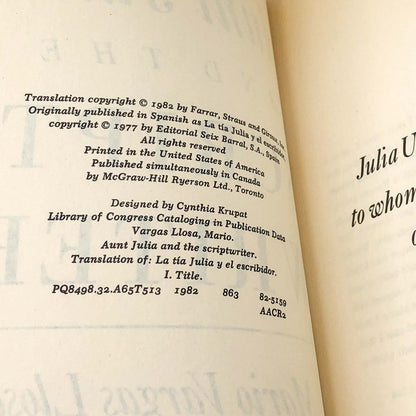 Translation copyright © 1982 by Farrar, Straus and Giroux, Inc.
Originally published in Spanish as La tía Julia y el escribidor,
copyright © 1977 by Editorial Seix Barral, S.A., Spain
All rights reserved
Printed in the United States of America
Published simultaneously in Canada
by McGraw-Hill Ryerson Ltd., Toronto
Designed by Cynthia Krupat
Library of Congress Cataloging in Publication Data
Vargas Llosa, Mario.
Aunt Julia and the scriptwriter.
Translation of: La tía Julia y el escribidor.
I. Title.
PQ8498.32.A65T513 1982 863 82-5159
AACR2
Julia U
to whom
Mario Vargas Llosa